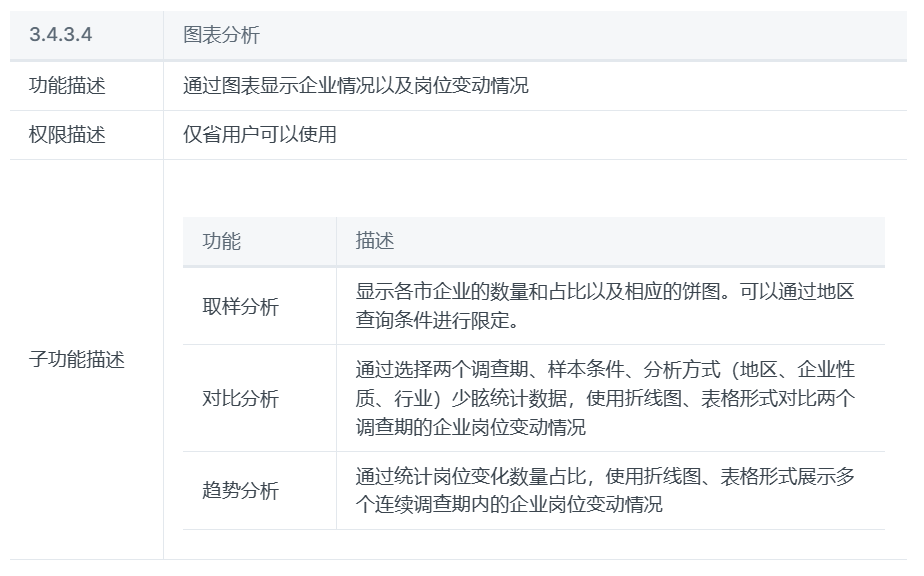 3.4.3.4
图表分析
功能描述
通过图表显示企业情况以及岗位变动情况
权限描述
仅省用户可以使用
子功能描述
功能
描述
取样分析
显示各市企业的数量和占比以及相应的饼图。可以通过地区
查询条件进行限定。
对比分析
通过选择两个调查期、样本条件、分析方式（地区、企业性
质、行业）少眩统计数据，使用折线图、表格形式对比两个
调查期的企业岗位变动情况
趋势分析
通过统计岗位变化数量占比，使用折线图、表格形式展示多
个连续调查期内的企业岗位变动情况